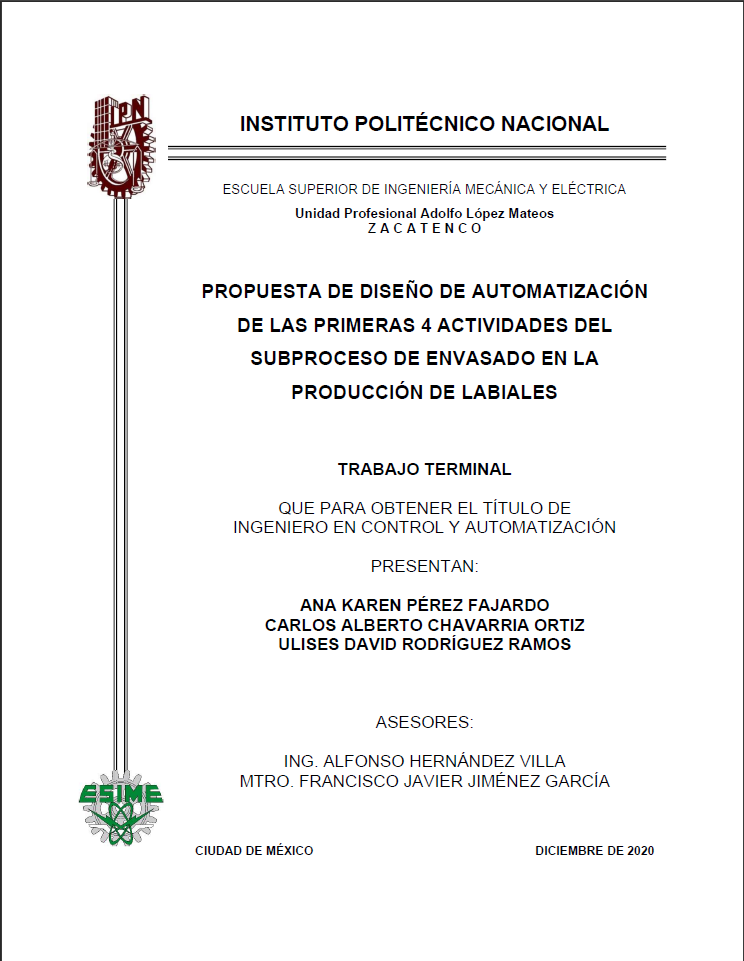 IPN
INSTITUTO POLITÉCNICO NACIONAL
ESCUELA SUPERIOR DE INGENIERÍA MECÁNICA Y ELÉCTRICA
Unidad Profesional Adolfo López Mateos
Z A C A T E N C O
PROPUESTA DE DISEÑO DE AUTOMATIZACIÓN
DE LAS PRIMERAS 4 ACTIVIDADES DEL
SUBPROCESO DE ENVASADO EN LA
PRODUCCIÓN DE LABIALES
TRABAJO TERMINAL
QUE PARA OBTENER EL TÍTULO DE
INGENIERO EN CONTROL Y AUTOMATIZACIÓN
PRESENTAN:
ANA KAREN PÉREZ FAJARDO
CARLOS ALBERTO CHAVARRIA ORTIZ
ULISES DAVID RODRÍGUEZ RAMOS
ASESORES:
ING. ALFONSO HERNÁNDEZ VILLA
MTRO. FRANCISCO JAVIER JIMÉNEZ GARCÍA
ESIME
CIUDAD DE MÉXICO DICIEMBRE DE 2020